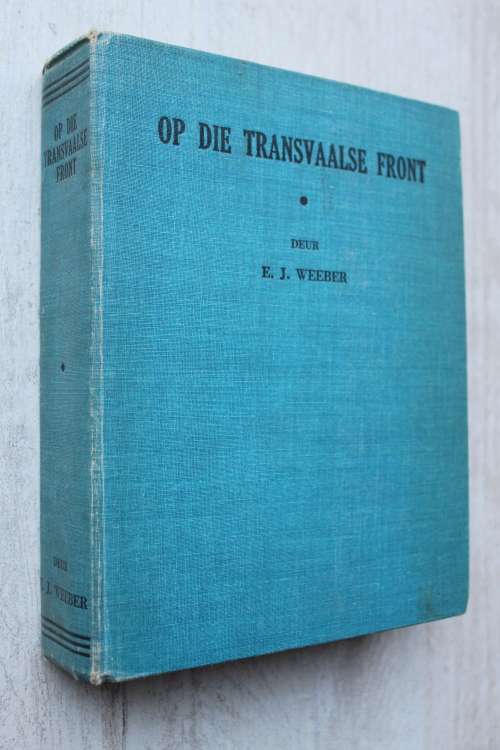 OP DIE TRANSVAALSE FRONT
DEUR
E. J. WEEBER
OP DIE
TRANSVAALSE
FRONT
DEUR
E. J. WEEBER